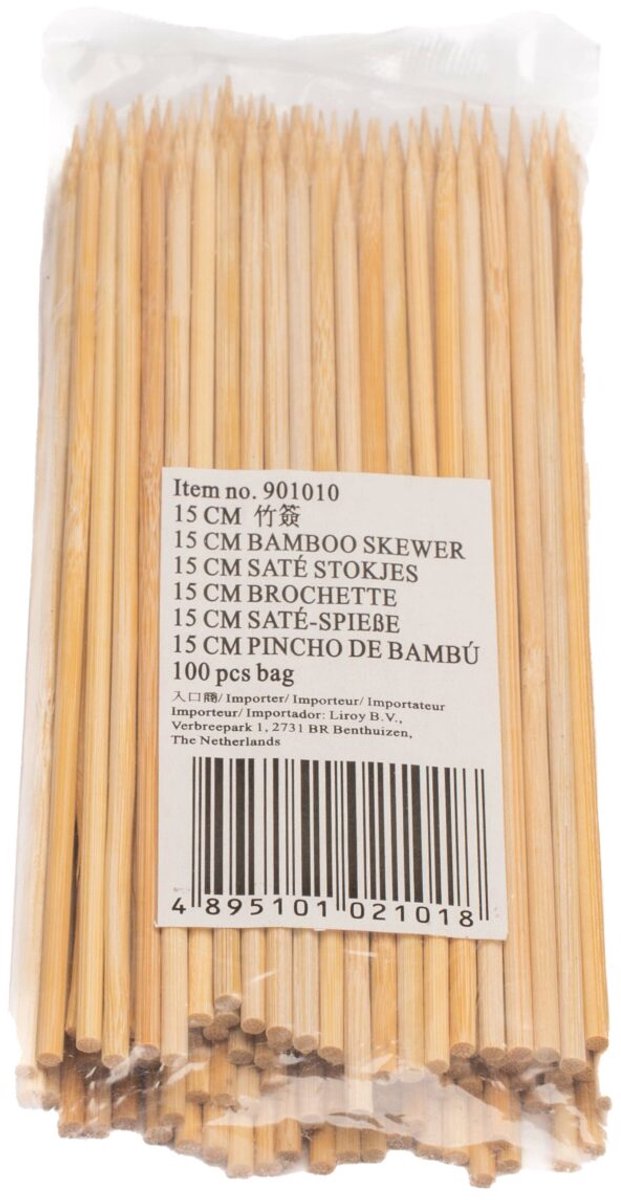 Item no. 901010
15 CM 竹簽
15 CM BAMBOO SKEWER
15 CM SATÉ STOKJES
15 CM BROCHETTE
15 CM SATÉ-SPIEßE
15 CM PINCHO DE BAMBÚ
100 pcs bag
入口商/ Importer/ Importeur/ Importateur
Importeur/ Importador: Liroy B.V.,
Verbreepark 1, 2731 BR Benthuizen,
The Netherlands
4 895101 021018